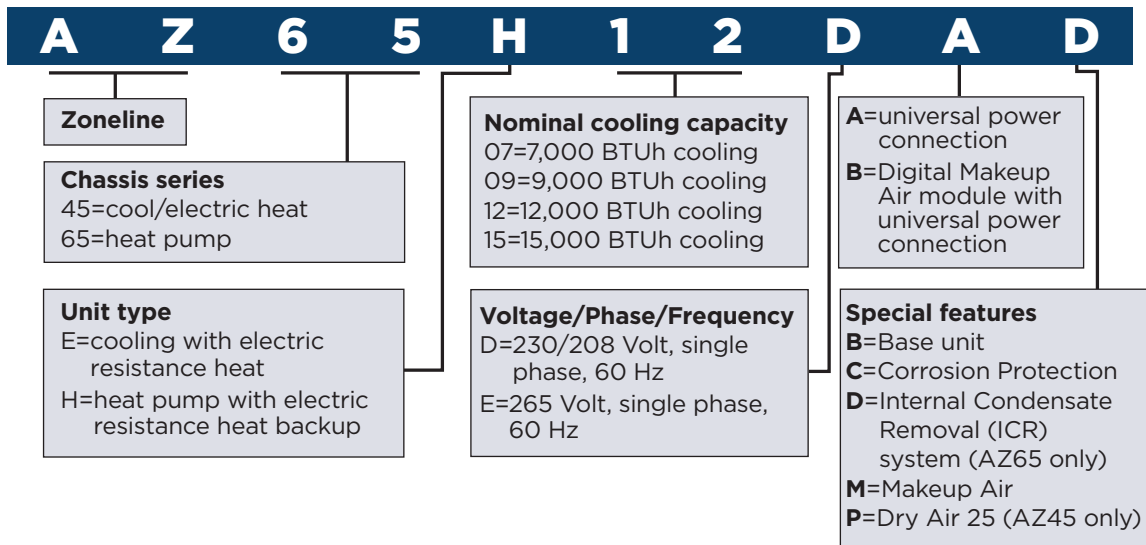 A Z 6 5 H 1 2 D A D
Zoneline
Chassis series
45=cool/electric heat
65=heat pump
Unit type
E=cooling with electric
resistance heat
H=heat pump with electric
resistance heat backup
Nominal cooling capacity
07=7,000 BTUh cooling
09=9,000 BTUh cooling
12=12,000 BTUh cooling
15=15,000 BTUh cooling
Voltage/Phase/Frequency
D=230/208 Volt, single
phase, 60 Hz
E=265 Volt, single phase,
60 Hz
A=universal power
connection
B=Digital Makeup
Air module with
universal power
connection
Special features
B=Base unit
C=Corrosion Protection
D=Internal Condensate
Removal (ICR)
system (AZ65 only)
M=Makeup Air
P=Dry Air 25 (AZ45 only)